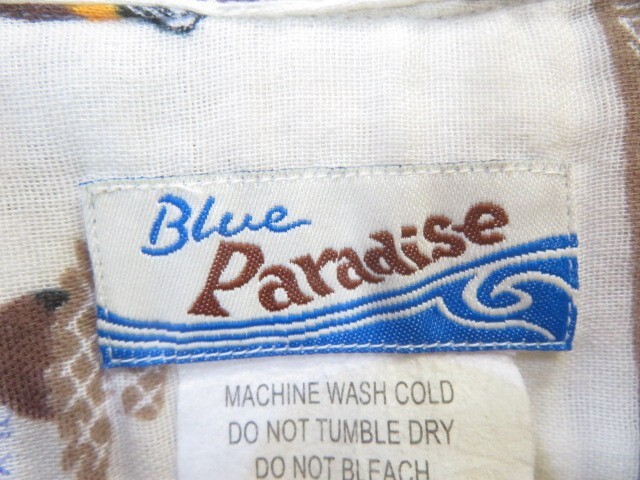 Blue
Paradise
MACHINE WASH COLD
DO NOT TUMBLE DRY
DO NOT BLEACH